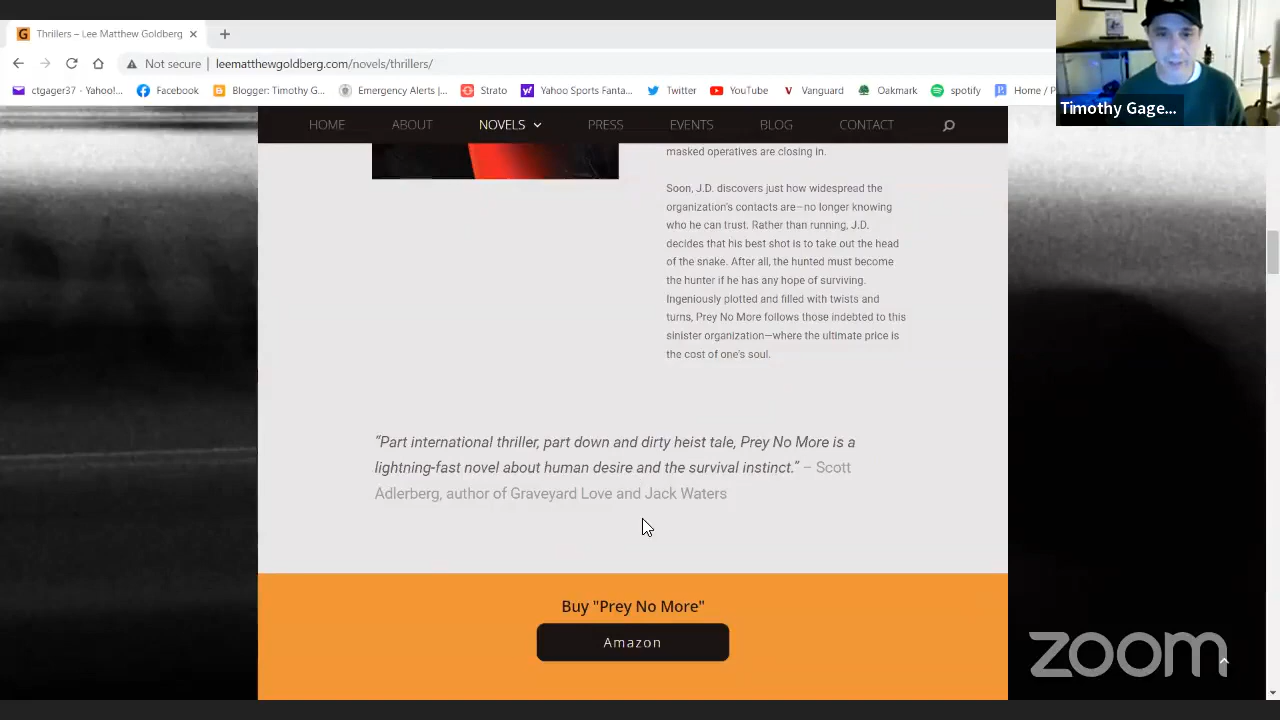 Thrillers – Lee Matthew Goldberg
Not secure | leematthewgoldberg.com/novels/thrillers/
ctgager37 - Yahoo!... Facebook Blogger: Timothy G... Emergency Alerts |... Strato Yahoo Sports Fanta... Twitter YouTube Vanguard Oakmark spotify Home / P
Timothy Gage...
HOME ABOUT NOVELS PRESS EVENTS BLOG CONTACT
masked operatives are closing in.
Soon, J.D. discovers just how widespread the
organization's contacts are—no longer knowing
who he can trust. Rather than running, J.D.
decides that his best shot is to take out the head
of the snake. After all, the hunted must become
the hunter if he has any hope of surviving.
Ingeniously plotted and filled with twists and
turns, Prey No More follows those indebted to this
sinister organization—where the ultimate price is
the cost of one's soul.
"Part international thriller, part down and dirty heist tale, Prey No More is a
lightning-fast novel about human desire and the survival instinct." – Scott
Adlerberg, author of Graveyard Love and Jack Waters
Buy "Prey No More"
Amazon
zoom